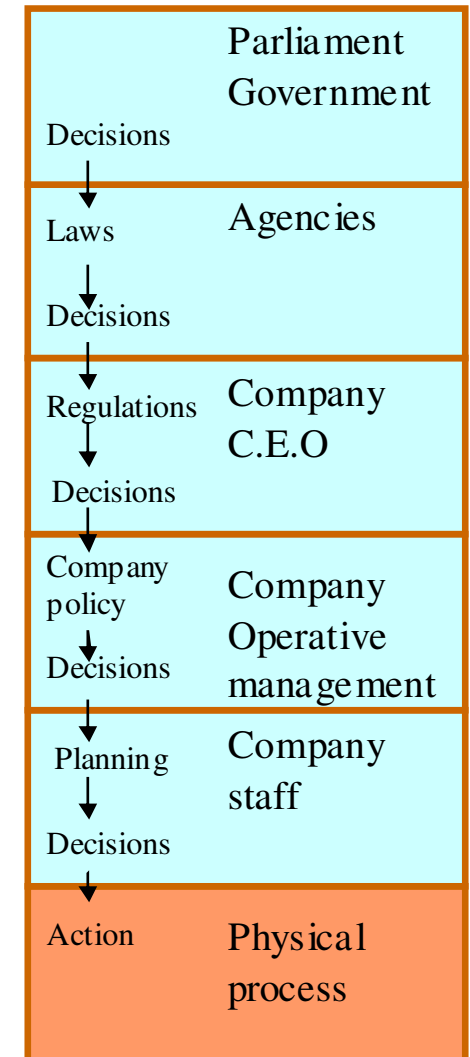 Parliament
Government
Decisions
Laws
Agencies
Decisions
Regulations
Company
C.E.O
Decisions
Company
policy
Company
Operative
management
Decisions
Planning
Company
staff
Decisions
Action
Physical
process